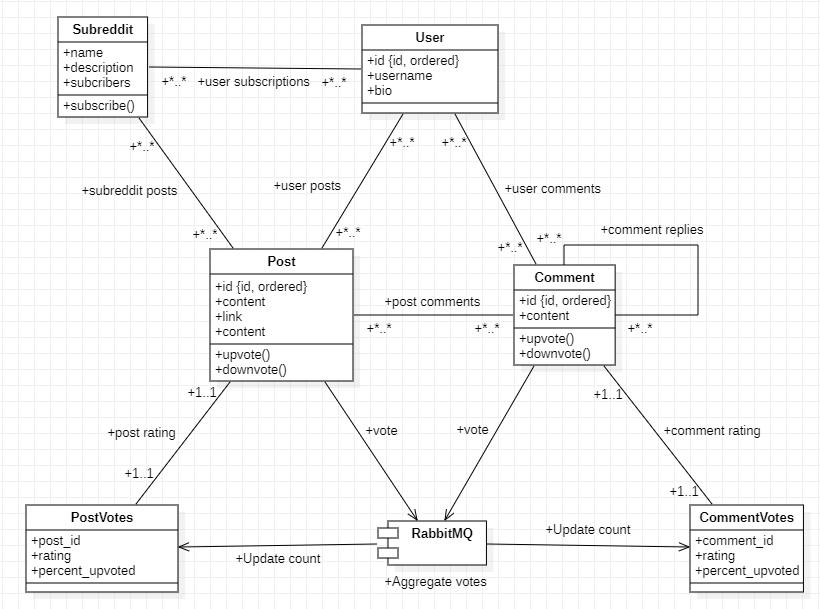 Subreddit
+name
+description
+subcribers
+subscribe()
User
+id {id, ordered}
+username
+bio
+*..* +user subscriptions +*..*
+*..*
+*..*
+*..*
+subreddit posts
+user posts
+user comments
+*..*
+*..*
+*..*
+*..*
+comment replies
Post
+id {id, ordered}
+content
+link
+content
+upvote()
+downvote()
+post comments
+*..*
+*..*
Comment
+id {id, ordered}
+content
+upvote()
+downvote()
+*..*
+1..1
+1..1
+post rating
+vote
+vote
+comment rating
+1..1
+1..1
PostVotes
+post_id
+rating
+percent_upvoted
+Update count
RabbitMQ
+Aggregate votes
+Update count
CommentVotes
+comment_id
+rating
+percent_upvoted